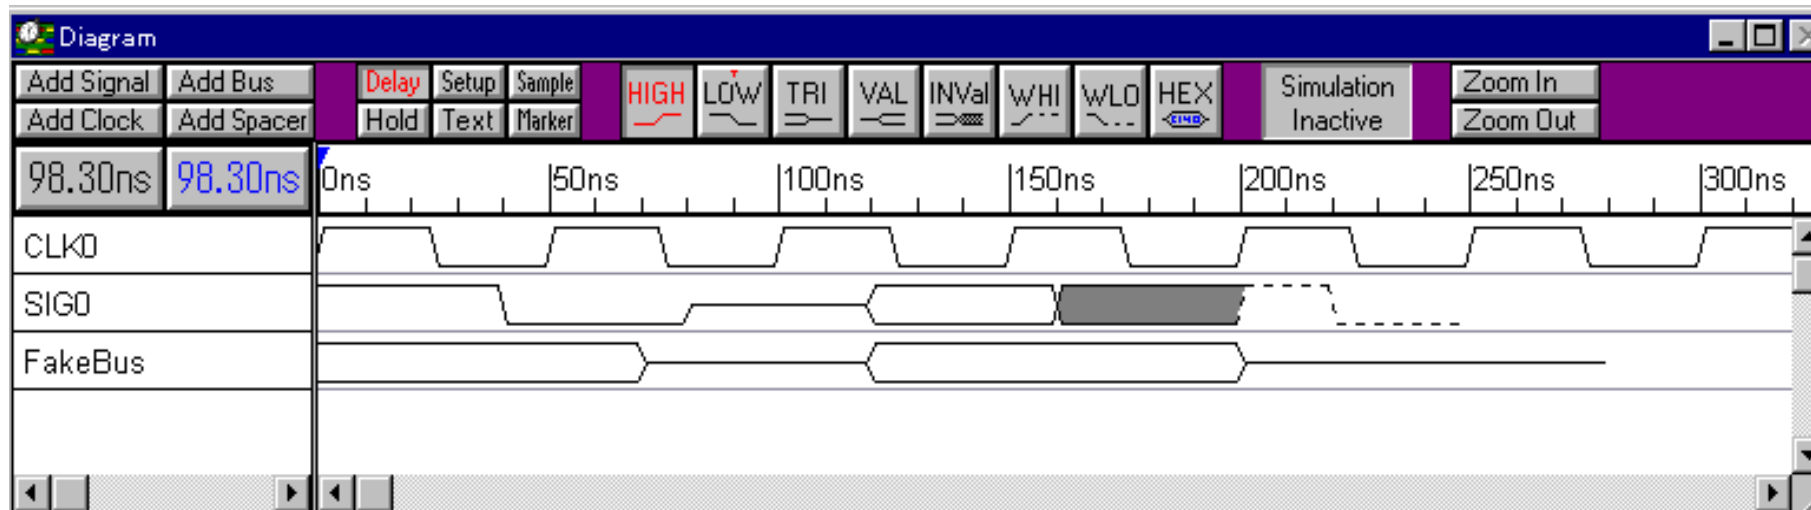 Diagram
Add Signal Add Bus Delay Setup Sample HIGH LOW TRI VAL INVal WHI WLO HEX Simulation Inactive Zoom In
Add Clock Add Spacer Hold Text Marker Zoom Out
98.30ns 98.30ns 0ns 50ns 100ns 150ns 200ns 250ns 300ns
CLK0
SIG0
FakeBus